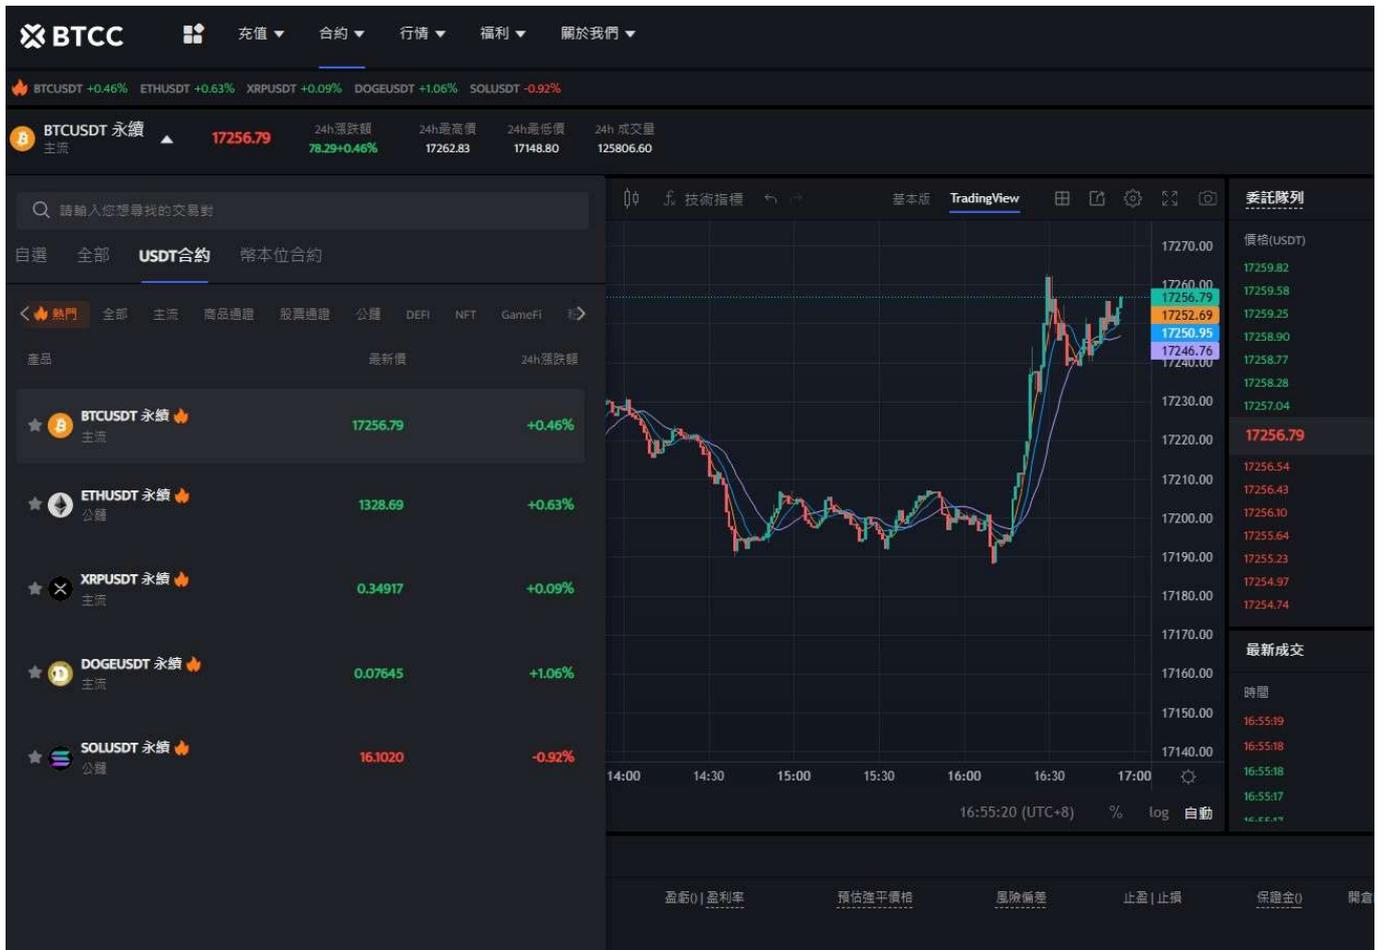 BTCC 充值 合約 行情 福利 關於我們
BTCUSDT +0.46% ETHUSDT +0.63% XRPUSDT +0.09% DOGEUSDT +1.06% SOLUSDT -0.92%
BTCUSDT 永續
主流
17256.79
24h漲跌額
78.29+0.46%
24h最高價
17262.83
24h最低價
17148.80
24h 成交量
125806.60
請輸入您想尋找的交易對
自選 全部 USDT合約 幣本位合約
熱門 全部 主流 商品通證 股票通證 公鏈 DEFI NFT GameFi
產品 最新價 24h漲跌額
BTCUSDT 永續 17256.79 +0.46%
主流
ETHUSDT 永續 1328.69 +0.63%
公鏈
XRPUSDT 永續 0.34917 +0.09%
主流
DOGEUSDT 永續 0.07645 +1.06%
主流
SOLUSDT 永續 16.1020 -0.92%
公鏈
技術指標 基本版 TradingView
17270.00
17260.00
17256.79
17252.69
17250.95
17246.76
17240.00
17230.00
17220.00
17210.00
17200.00
17190.00
17180.00
17170.00
17160.00
17150.00
17140.00
14:00 14:30 15:00 15:30 16:00 16:30 17:00
16:55:20 (UTC+8) % log 自動
委託隊列
價格(USDT)
17259.82
17259.58
17259.25
17258.90
17258.77
17258.28
17257.04
17256.79
17256.54
17256.43
17256.10
17255.64
17255.23
17254.97
17254.74
最新成交
時間
16:55:19
16:55:18
16:55:18
16:55:17
16:55:17
盈虧()|盈利率 預估強平價格 風險偏差 止盈|止損 保證金() 開倉